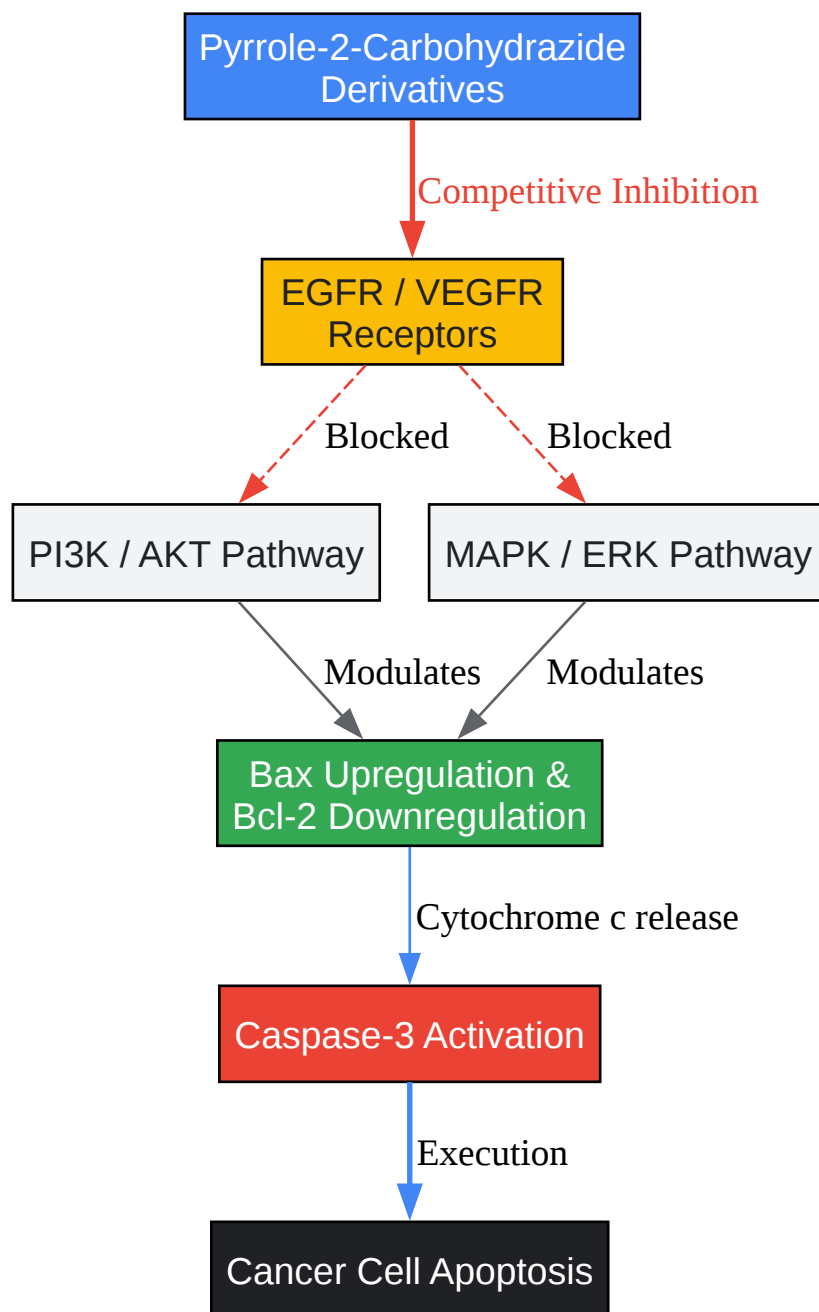 Pyrrole-2-Carbohydrazide
Derivatives
Competitive Inhibition
EGFR / VEGFR
Receptors
Blocked
Blocked
PI3K / AKT Pathway
MAPK / ERK Pathway
Modulates
Modulates
Bax Upregulation &
Bcl-2 Downregulation
Cytochrome c release
Caspase-3 Activation
Execution
Cancer Cell Apoptosis